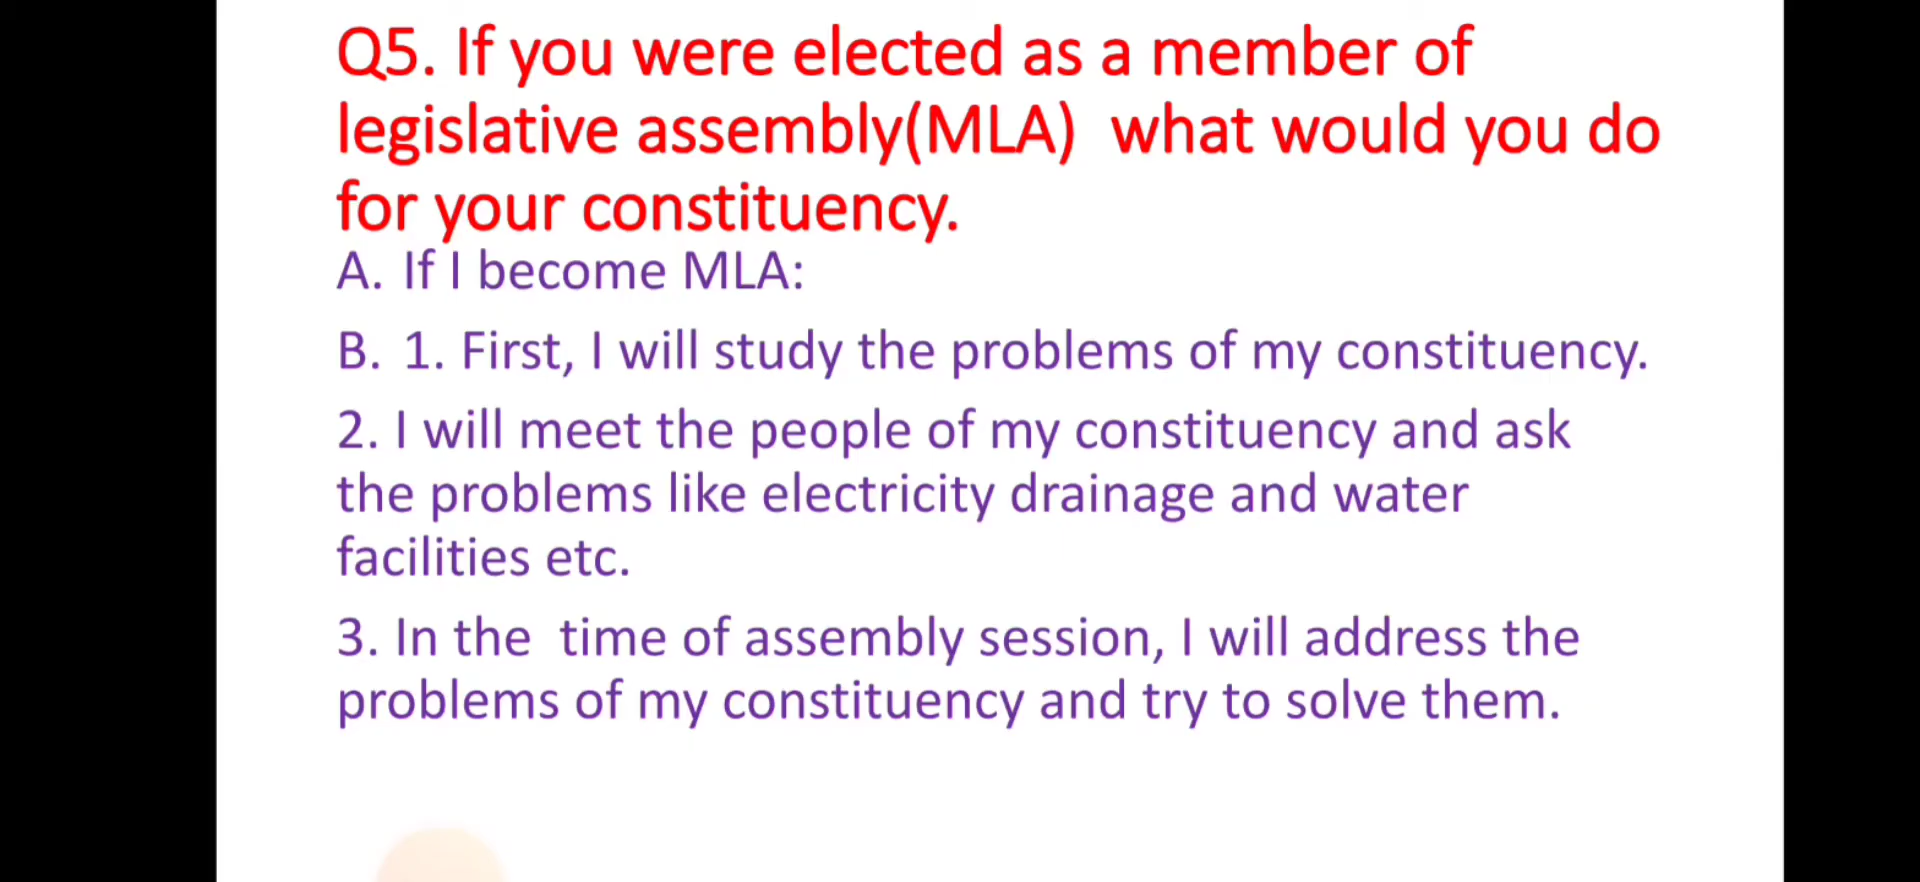 Q5. If you were elected as a member of
legislative assembly(MLA)  what would you do
for your constituency.
A. If I become MLA:
B. 1. First, I will study the problems of my constituency.
2. I will meet the people of my constituency and ask
the problems like electricity drainage and water
facilities etc.
3. In the  time of assembly session, I will address the
problems of my constituency and try to solve them.